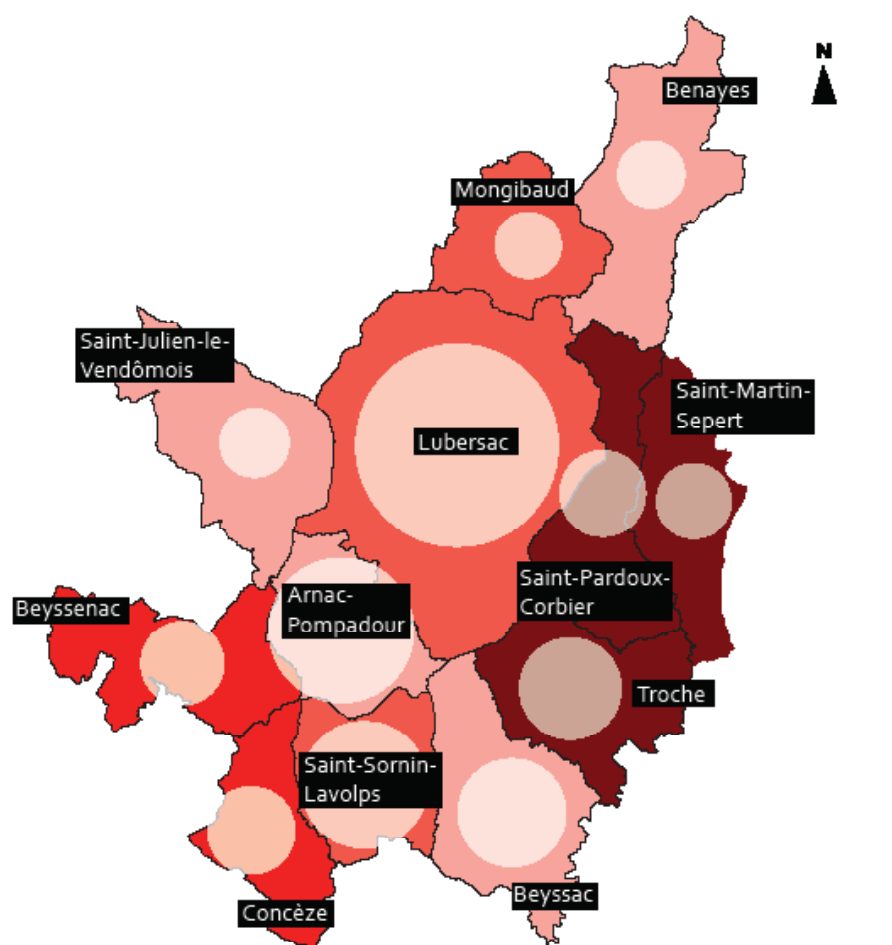 N
Benayes
Mongibaud
Saint-Julien-le-
Vendômois
Saint-Martin-
Sepert
Lubersac
Saint-Pardoux-
Corbier
Arnac-
Pompadour
Beyssenac
Troche
Saint-Sornin-
Lavolps
Beyssac
Concèze